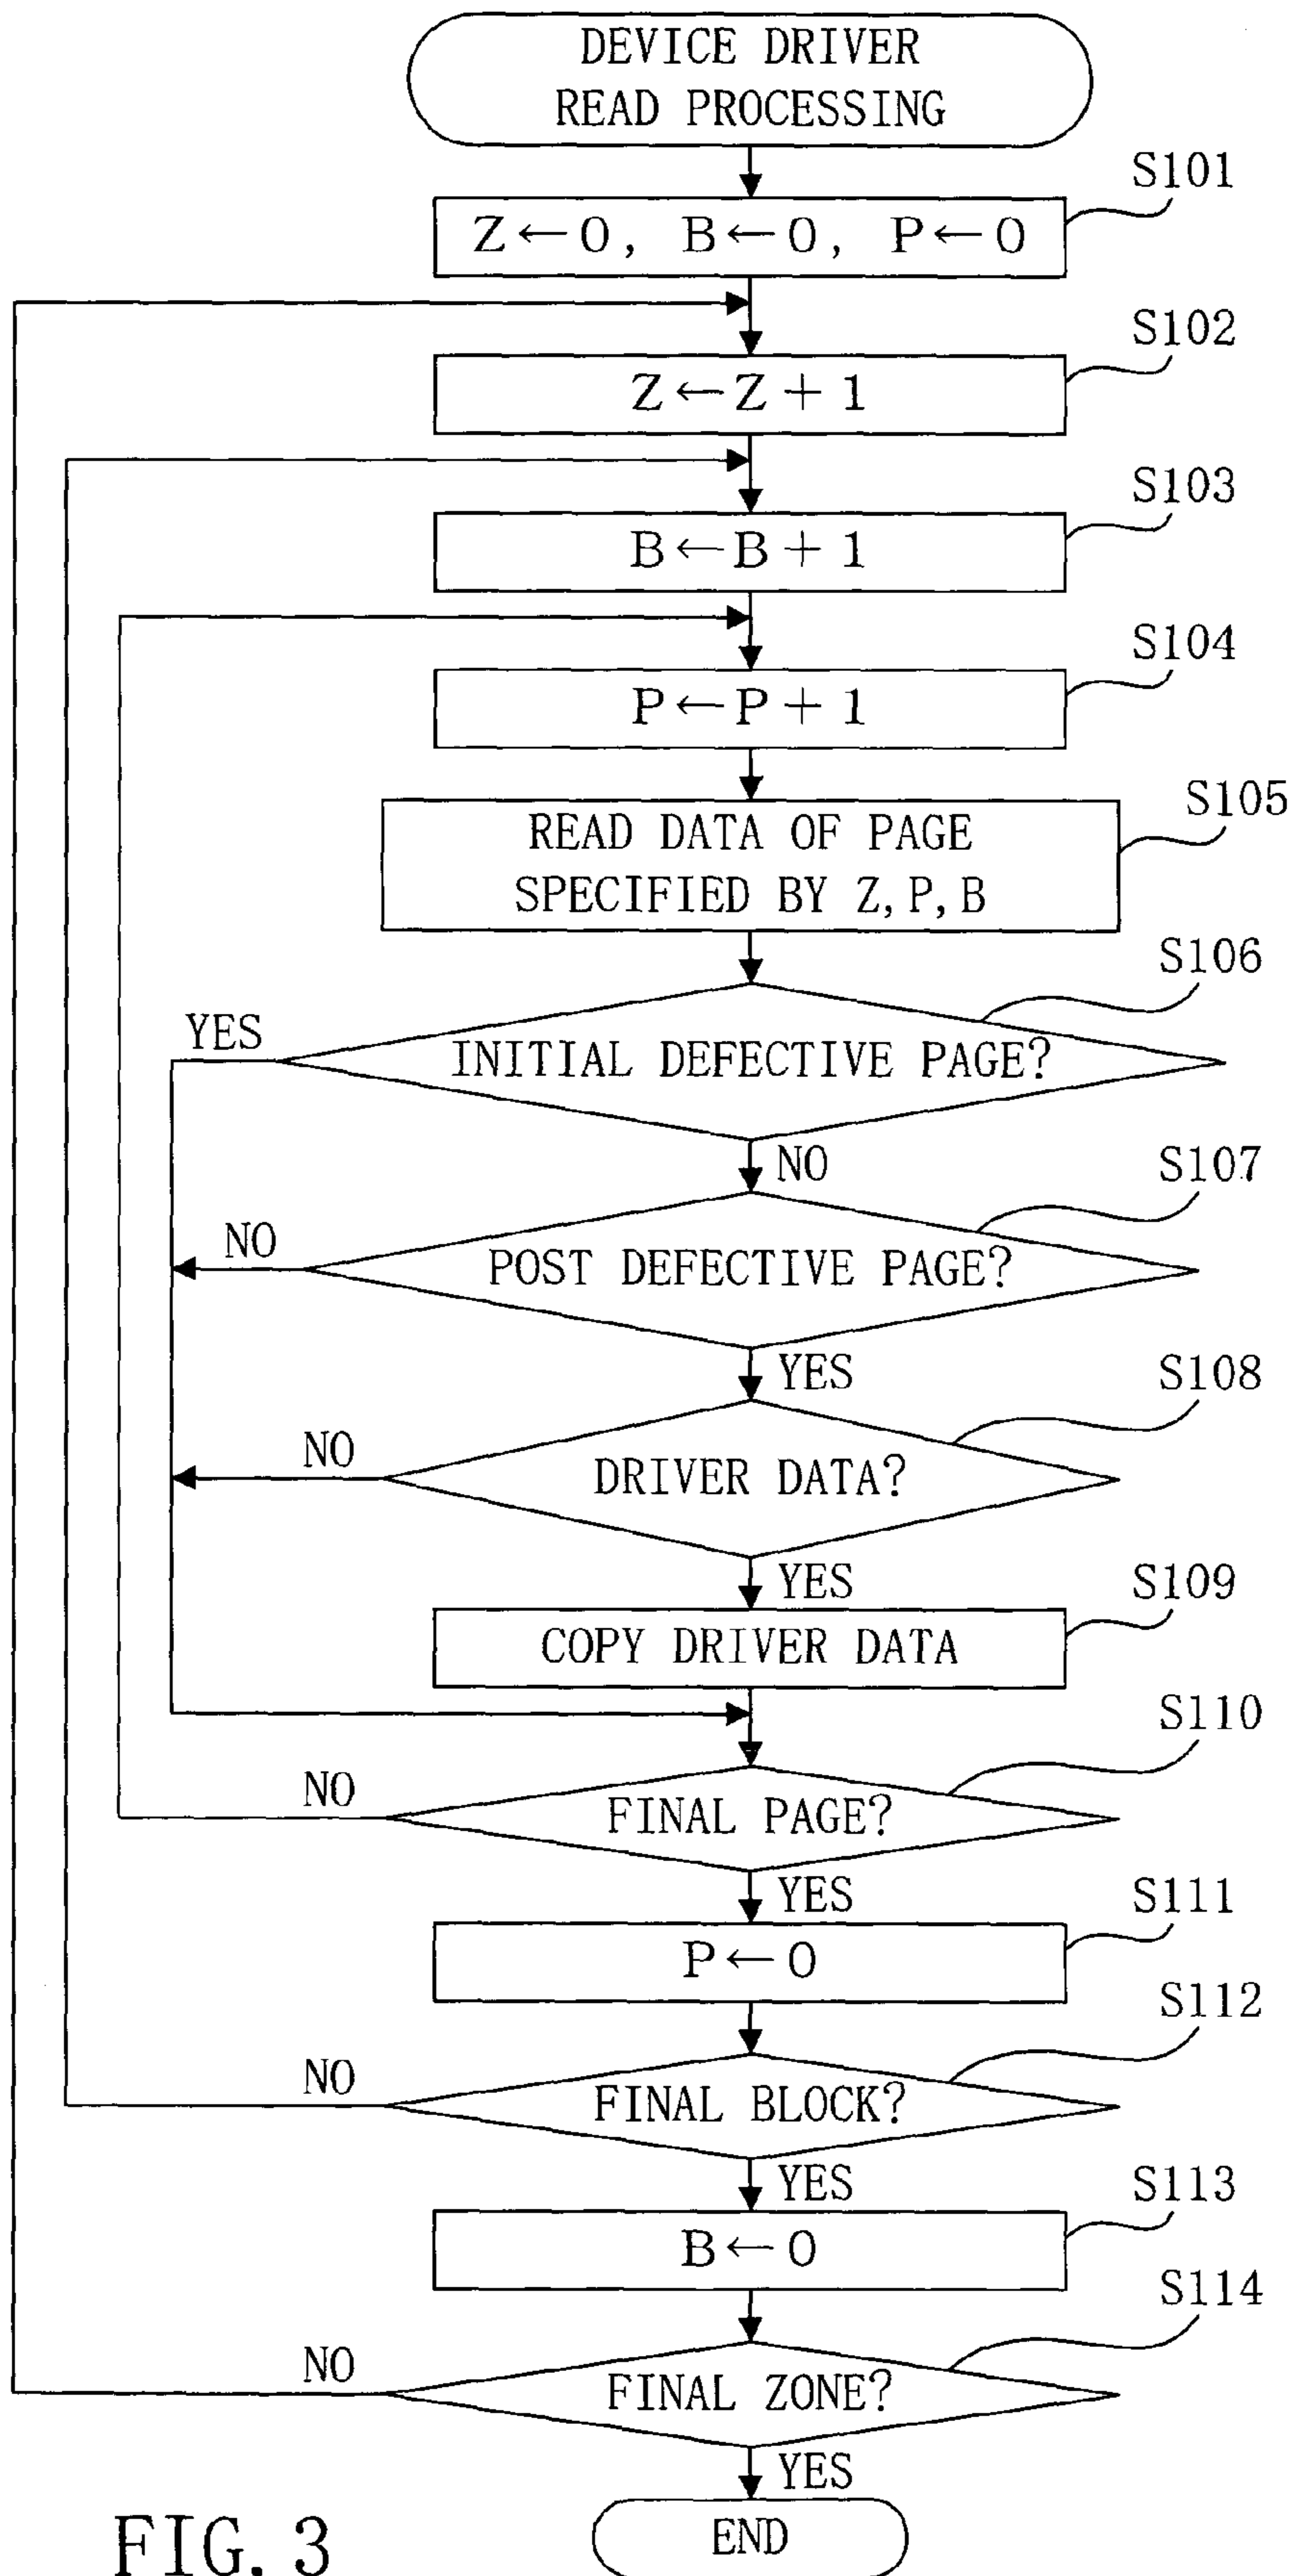 DEVICE DRIVER
READ PROCESSING
S101
Z←0, B←0, P←0
S102
Z←Z+1
S103
B←B+1
S104
P←P+1
S105
READ DATA OF PAGE
SPECIFIED BY Z, P, B
S106
YES
INITIAL DEFECTIVE PAGE?
NO
S107
NO
POST DEFECTIVE PAGE?
YES
S108
NO
DRIVER DATA?
YES
S109
COPY DRIVER DATA
S110
NO
FINAL PAGE?
YES
S111
P←0
S112
NO
FINAL BLOCK?
YES
S113
B←0
S114
NO
FINAL ZONE?
YES
END
FIG. 3